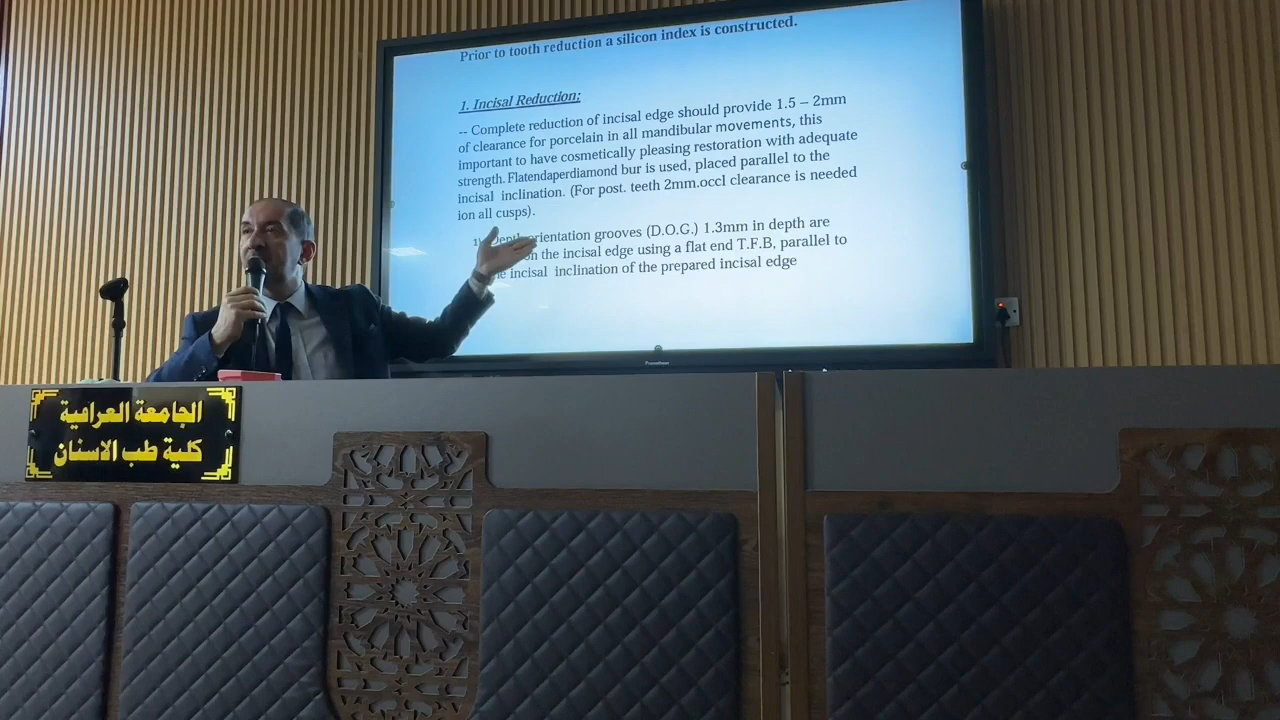 Prior to tooth reduction a silicon index is constructed.
1. Incisal Reduction;
-- Complete reduction of incisal edge should provide 1.5 – 2mm
of clearance for porcelain in all mandibular movements, this
important to have cosmetically pleasing restoration with adequate
strength. Flatendaperdiamond bur is used, placed parallel to the
incisal inclination. (For post. teeth 2mm.occl clearance is needed
ion all cusps).
orientation grooves (D.O.G.) 1.3mm in depth are
the incisal edge using a flat end T.F.B, parallel to
incisal inclination of the prepared incisal edge
Promethean
الجامعة العراقية
كلية طب الاسنان